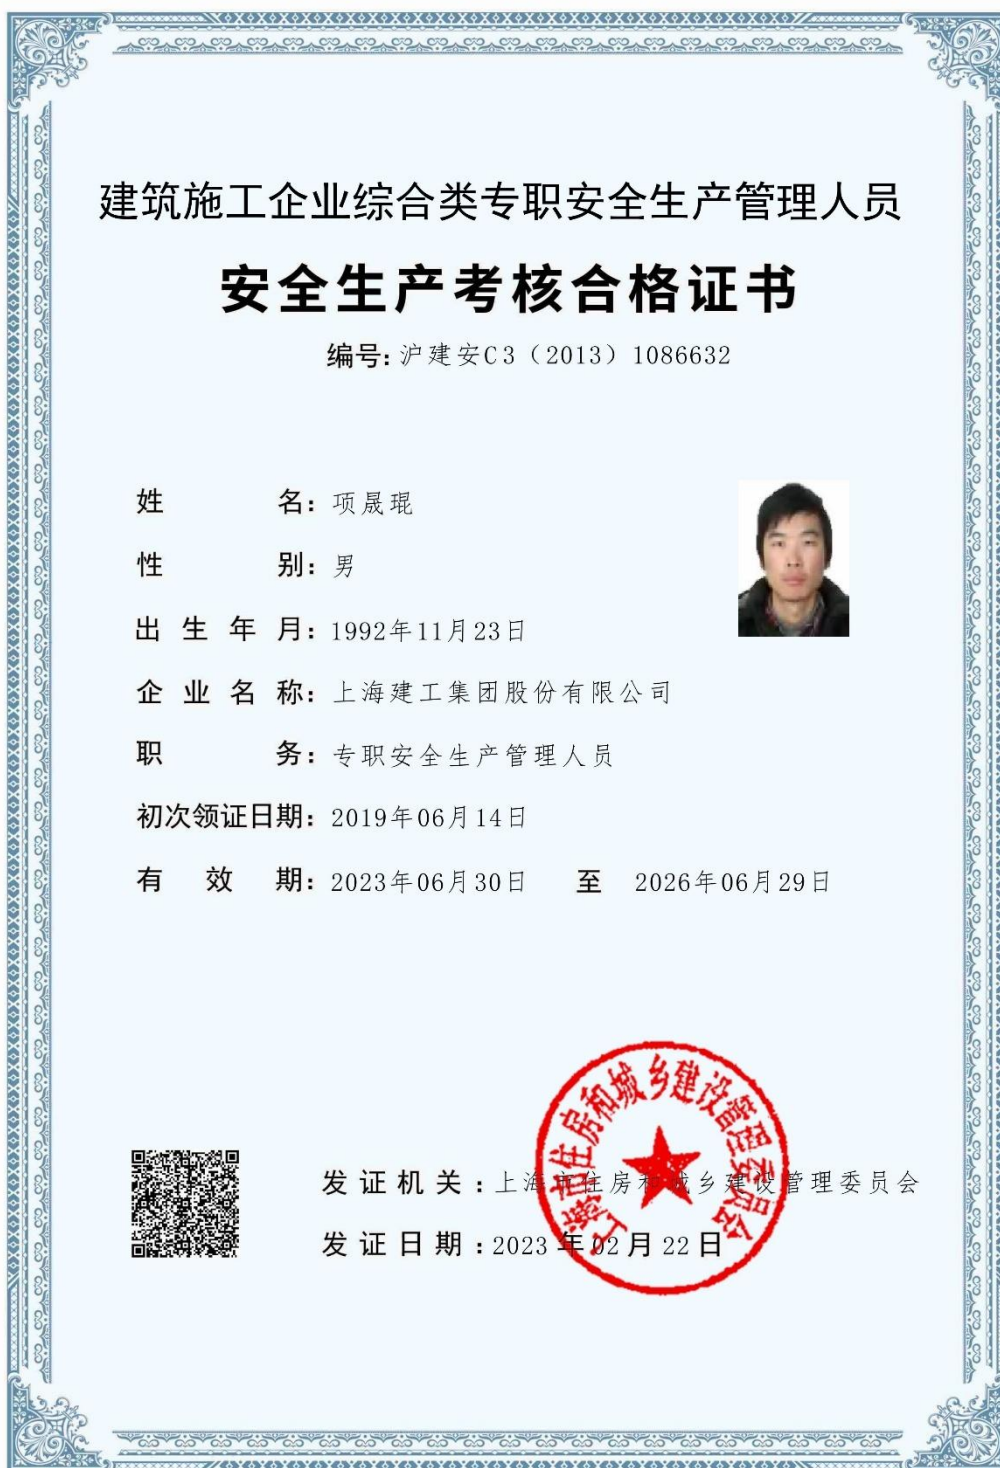 建筑施工企业综合类专职安全生产管理人员
安全生产考核合格证书
编号: 沪建安C3（2013）1086632
姓名: 项晟琨
性别: 男
出生年月: 1992年11月23日
企业名称: 上海建工集团股份有限公司
职务: 专职安全生产管理人员
初次领证日期: 2019年06月14日
有效期: 2023年06月30日 至 2026年06月29日
上海市住房和城乡建设管理委员会
发证机关: 上海市住房和城乡建设管理委员会
发证日期: 2023 年 02 月 22 日